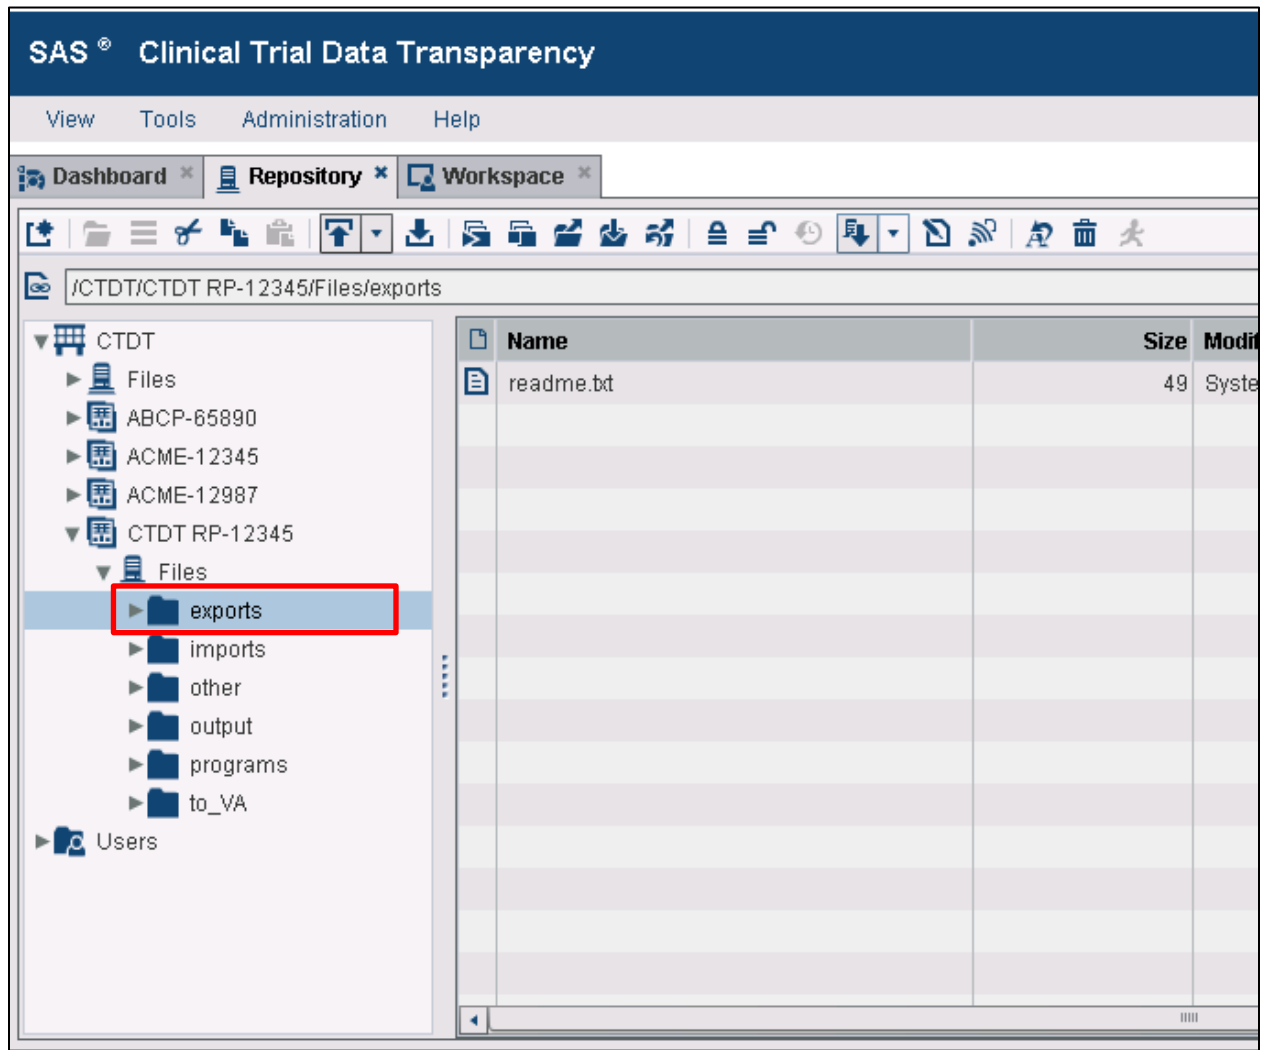 SAS ® Clinical Trial Data Transparency
View Tools Administration Help
Dashboard Repository Workspace
/CTDT/CTDT RP-12345/Files/exports
Name Size Modif
readme.txt 49 Syste
CTDT
Files
ABCP-65890
ACME-12345
ACME-12987
CTDT RP-12345
Files
exports
imports
other
output
programs
to_VA
Users